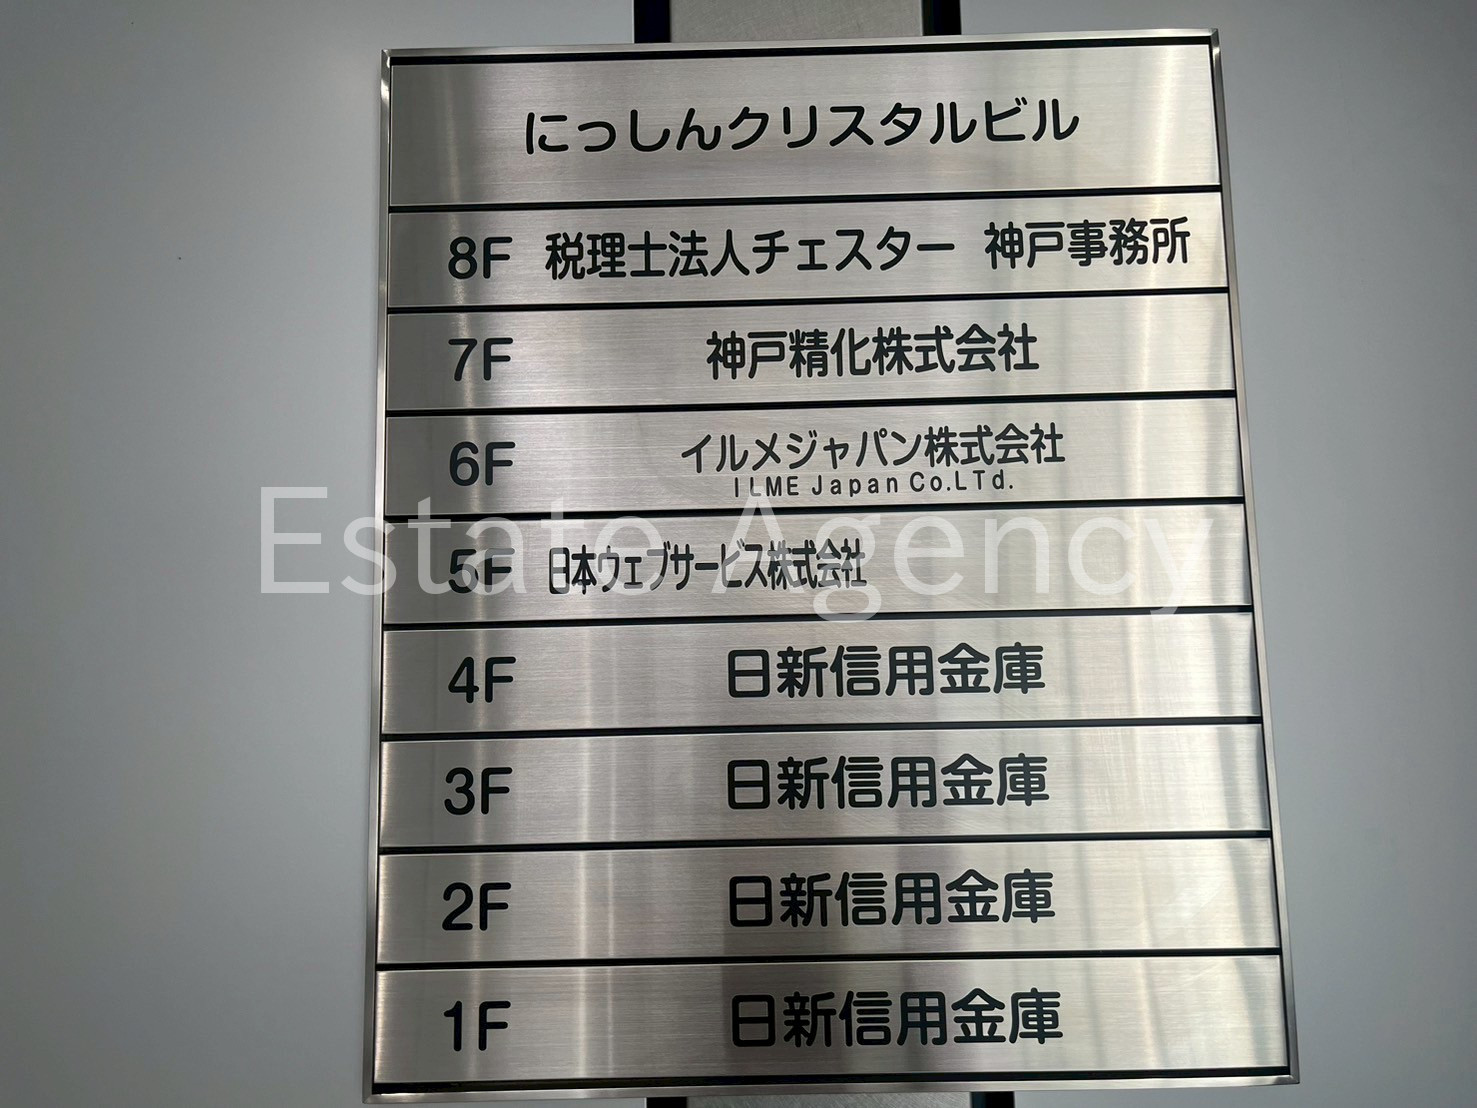 にっしんクリスタルビル
8F 税理士法人チェスター 神戸事務所
7F 神戸精化株式会社
6F イルメジャパン株式会社
ILME Japan Co.LTd.
5F 日本ウェブサービス株式会社
Estate Agency
4F 日新信用金庫
3F 日新信用金庫
2F 日新信用金庫
1F 日新信用金庫